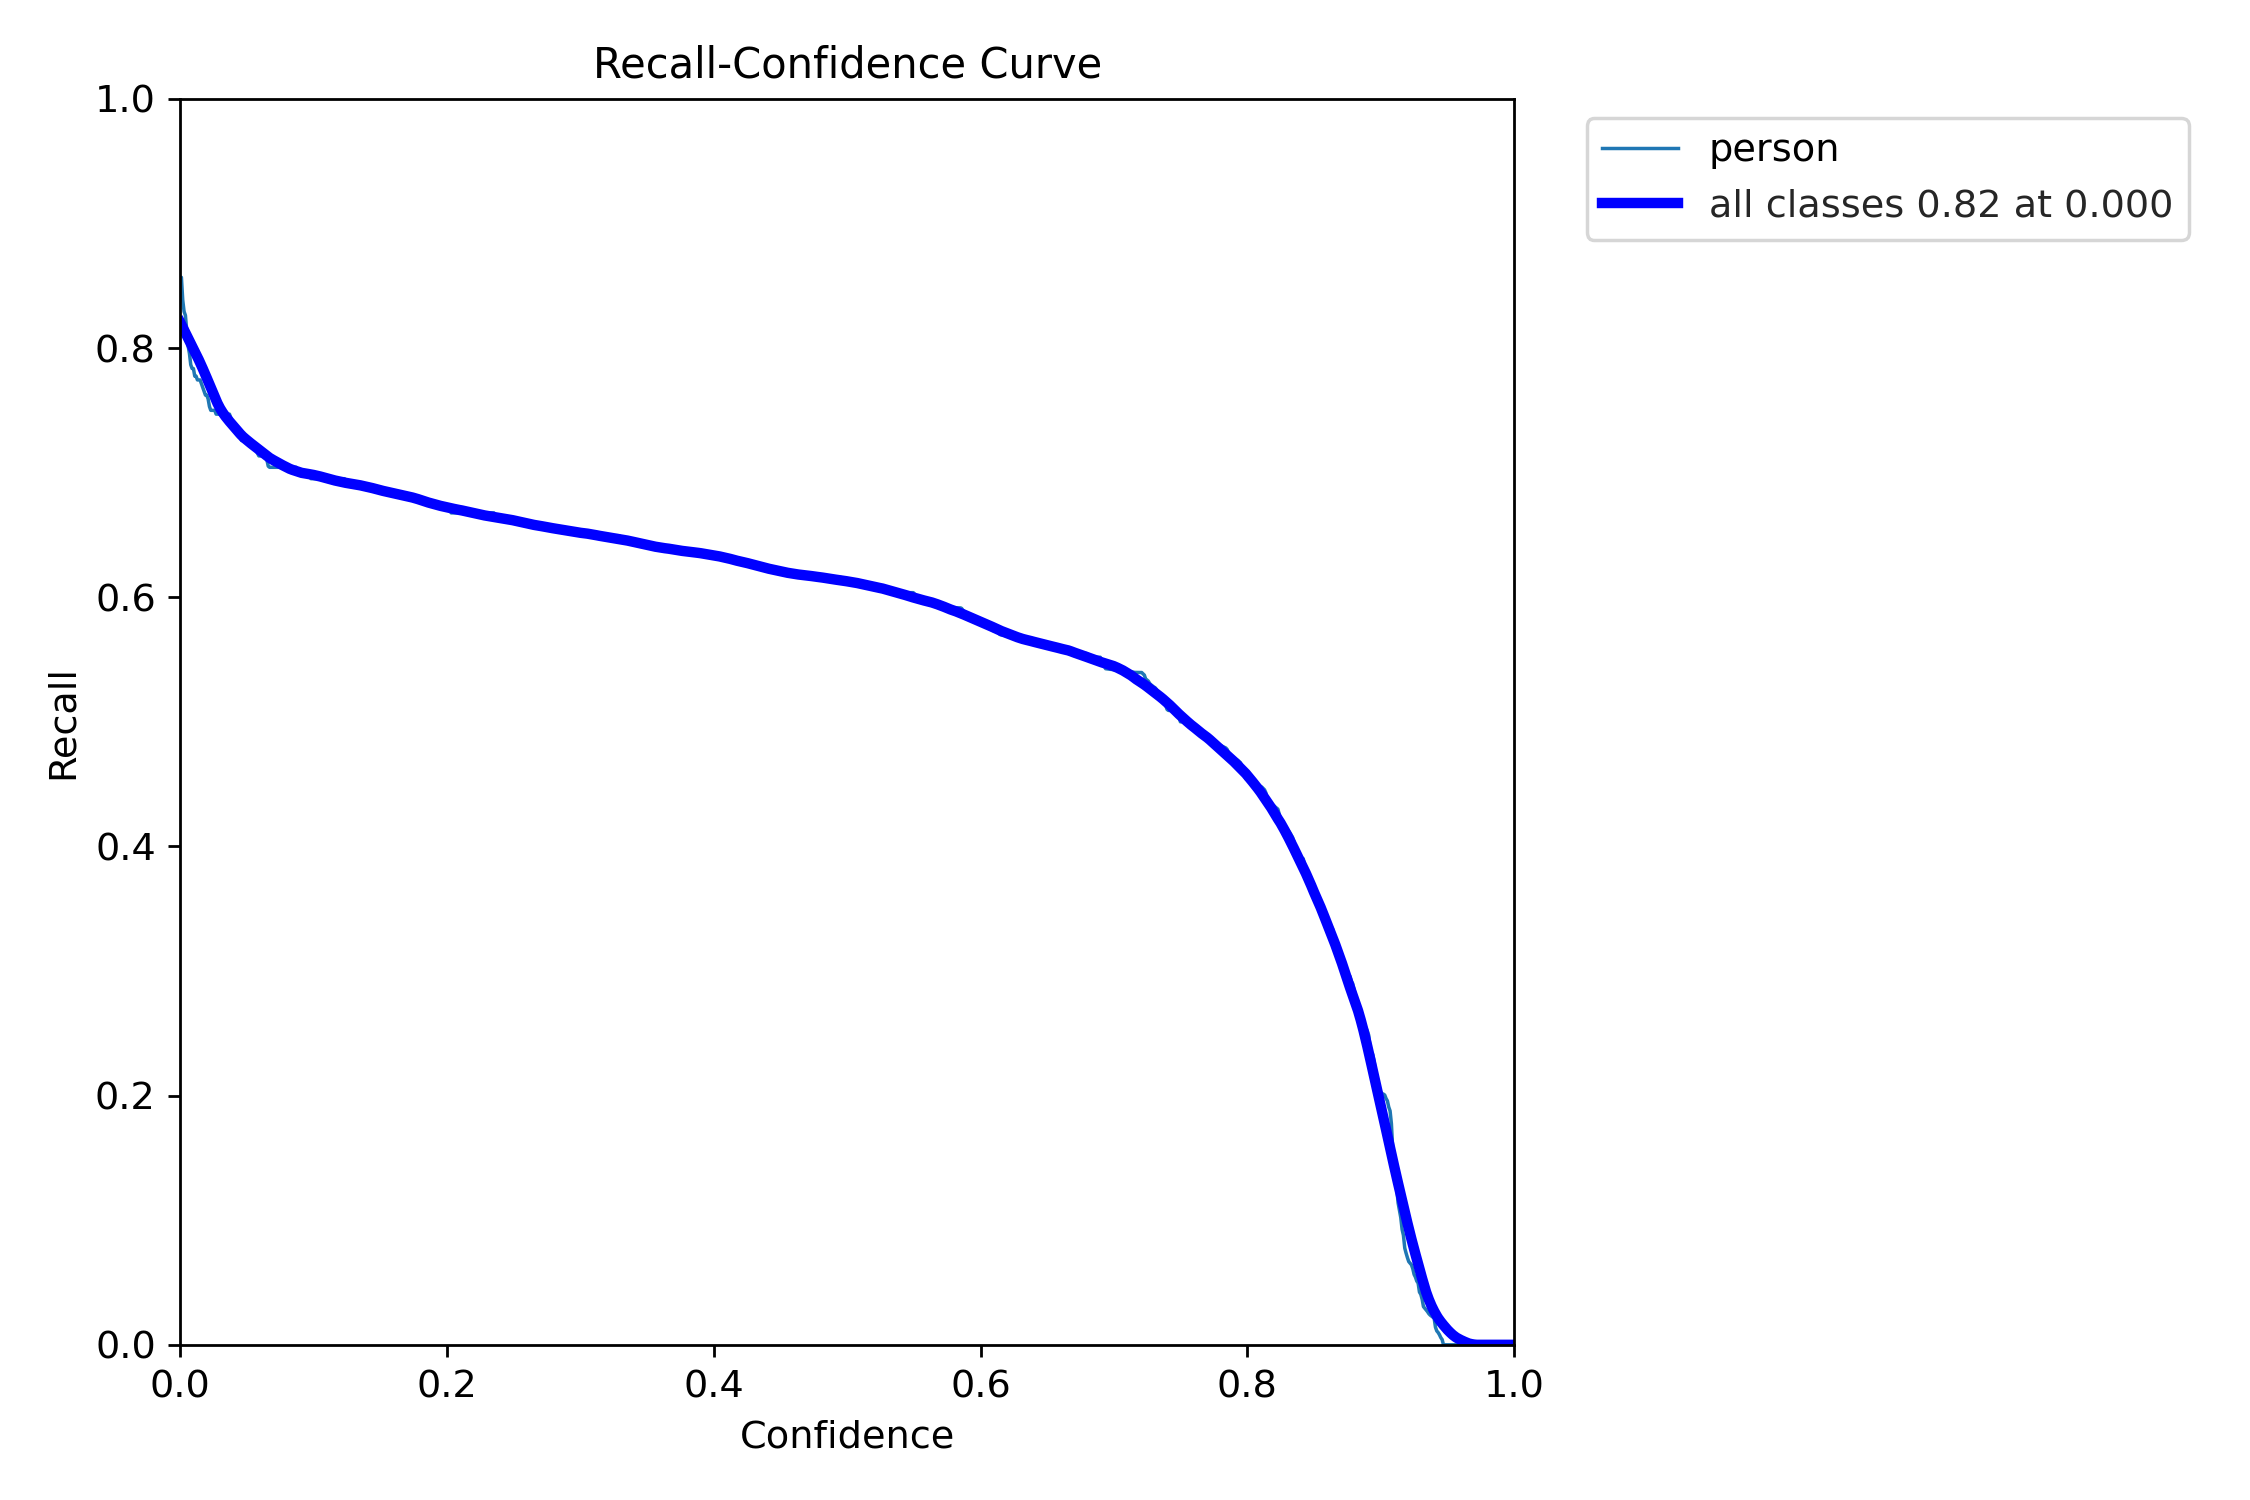 Recall-Confidence Curve
1.0
0.8
0.6
0.4
0.2
0.0
Recall
0.0 0.2 0.4 0.6 0.8 1.0
Confidence
person
all classes 0.82 at 0.000